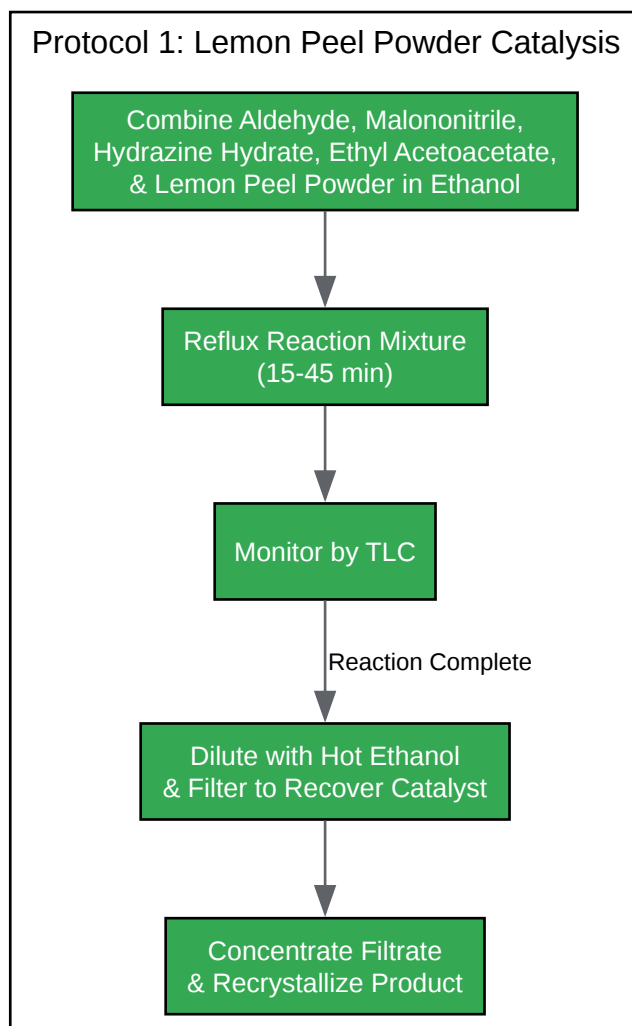 Protocol 1: Lemon Peel Powder Catalysis
Combine Aldehyde, Malononitrile,
Hydrazine Hydrate, Ethyl Acetoacetate,
& Lemon Peel Powder in Ethanol
Reflux Reaction Mixture
(15-45 min)
Monitor by TLC
Reaction Complete
Dilute with Hot Ethanol
& Filter to Recover Catalyst
Concentrate Filtrate
& Recrystallize Product